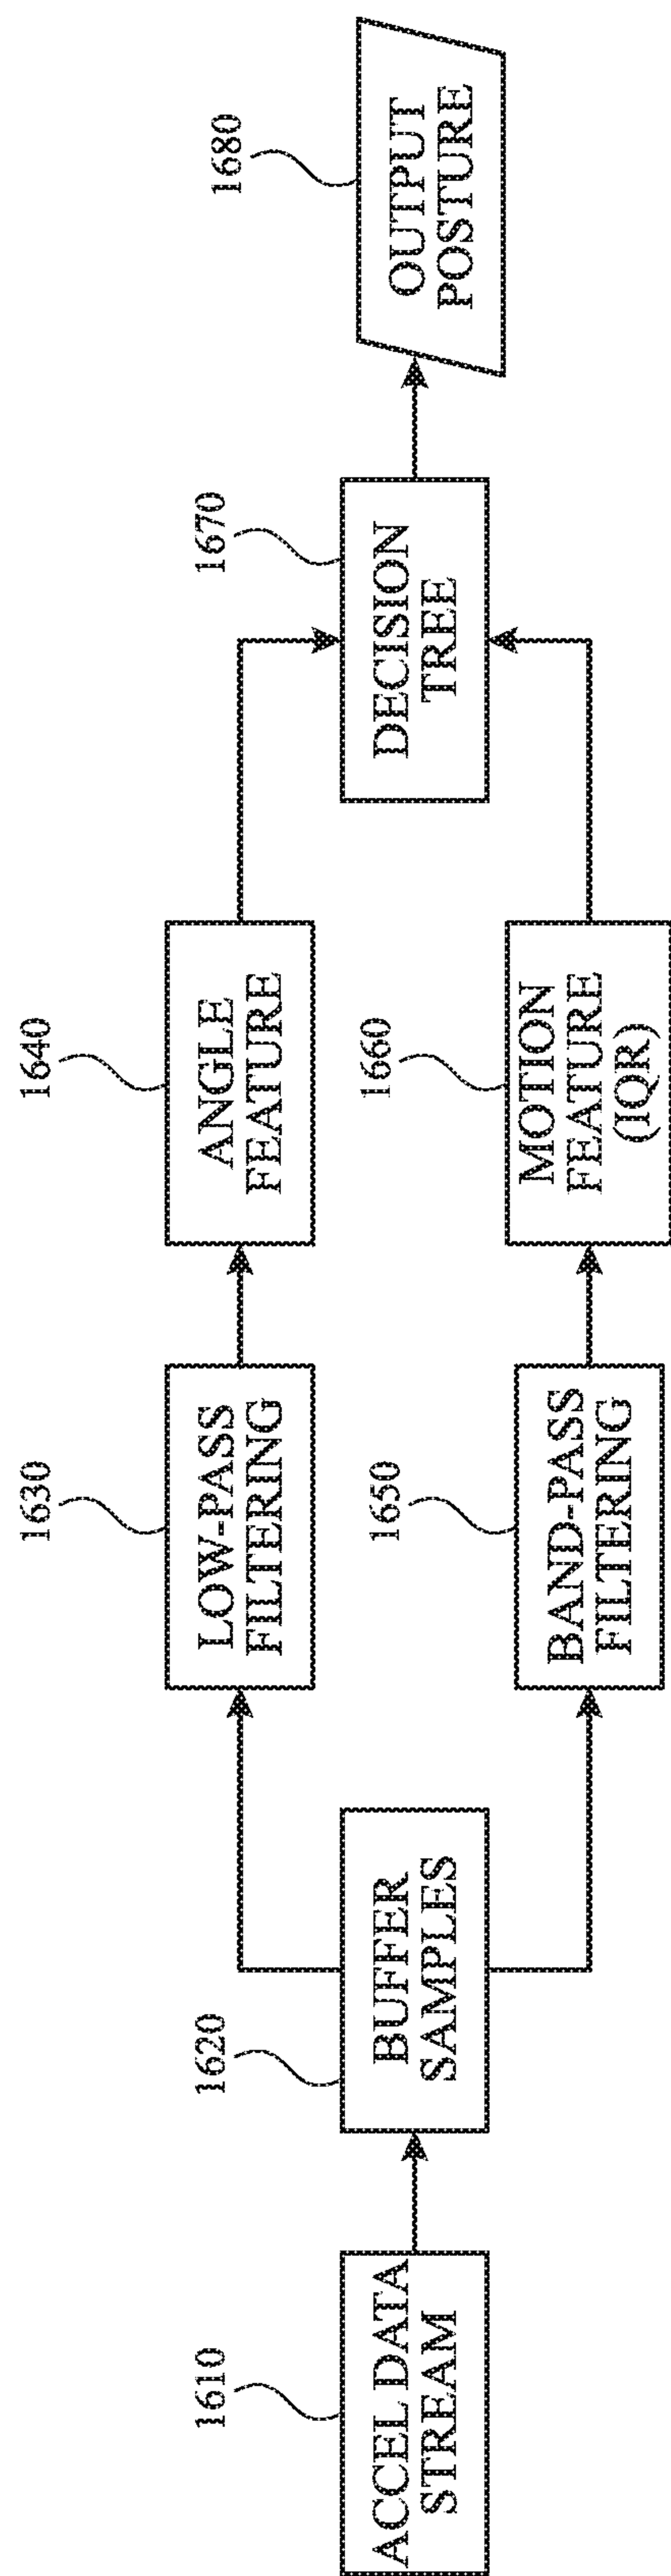 1610
ACCEL DATA
STREAM
1620
BUFFER
SAMPLES
1630
LOW-PASS
FILTERING
1640
ANGLE
FEATURE
1650
BAND-PASS
FILTERING
1660
MOTION
FEATURE
(IQR)
1670
DECISION
TREE
1680
OUTPUT
POSTURE